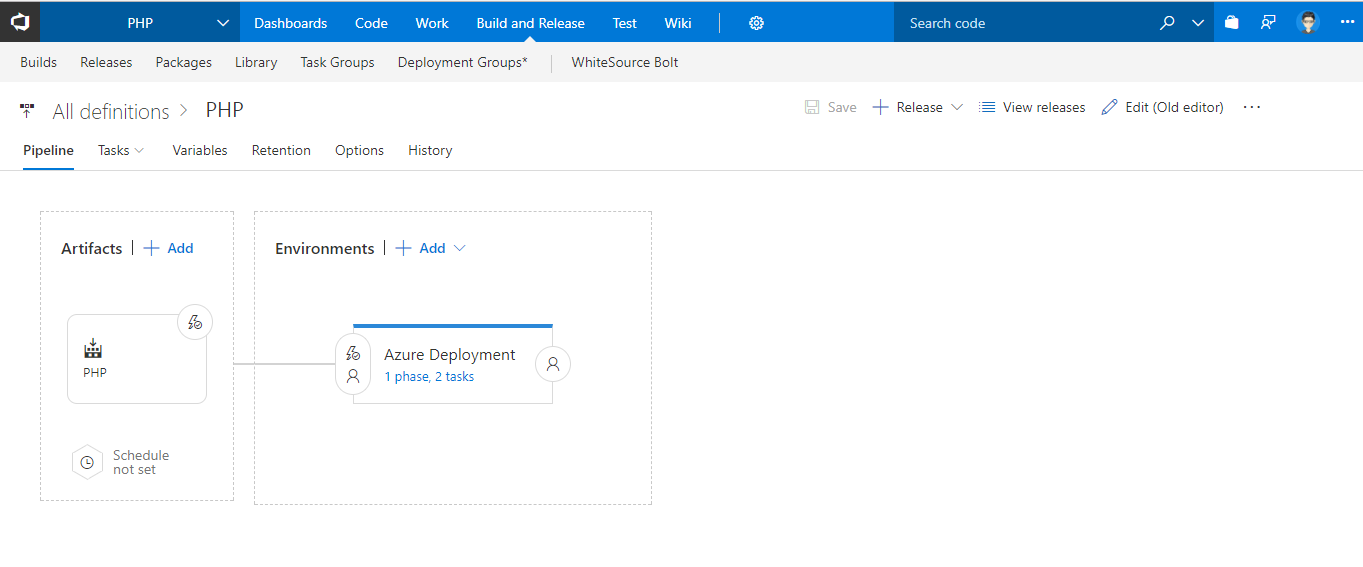 PHP Dashboards Code Work Build and Release Test Wiki Search code
Builds Releases Packages Library Task Groups Deployment Groups* WhiteSource Bolt
All definitions PHP Save Release View releases Edit (Old editor)
Pipeline Tasks Variables Retention Options History
Artifacts Add
Environments Add
PHP
Azure Deployment
1 phase, 2 tasks
Schedule
not set